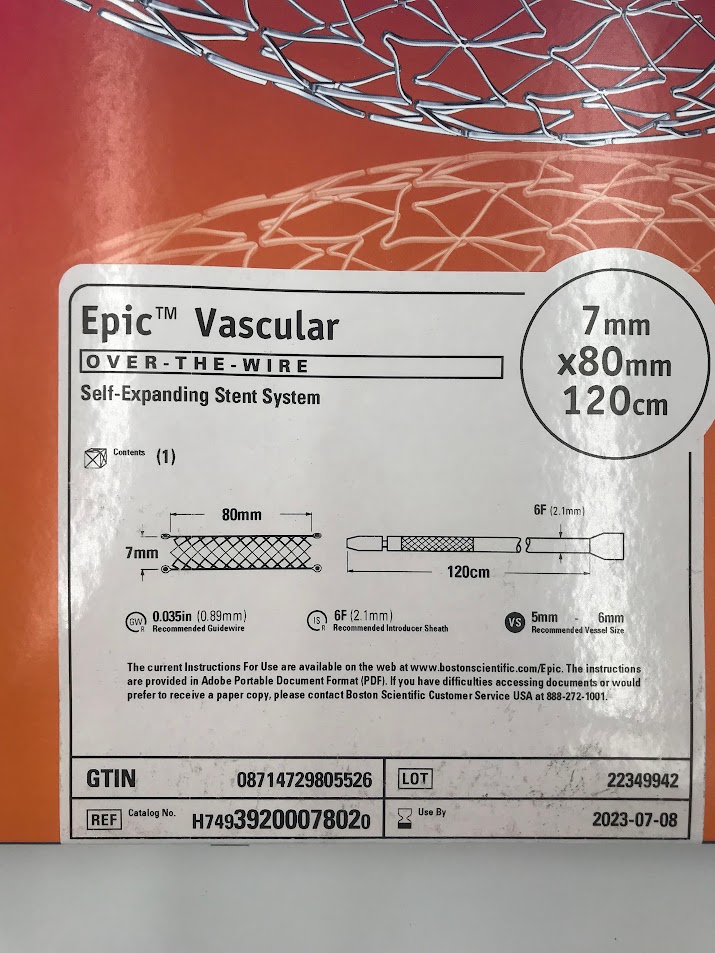 Epic™ Vascular
OVER-THE-WIRE
Self-Expanding Stent System
7mm
x80mm
120cm
Contents (1)
80mm
7mm
6F (2.1mm)
120cm
GW R 0.035in (0.89mm)
Recommended Guidewire
IS R 6F (2.1mm)
Recommended Introducer Sheath
VS 5mm - 6mm
Recommended Vessel Size
The current Instructions For Use are available on the web at www.bostonscientific.com/Epic. The instructions
are provided in Adobe Portable Document Format (PDF). If you have difficulties accessing documents or would
prefer to receive a paper copy, please contact Boston Scientific Customer Service USA at 888-272-1001.
GTIN 08714729805526
LOT 22349942
REF Catalog No. H74939200078020
Use By 2023-07-08